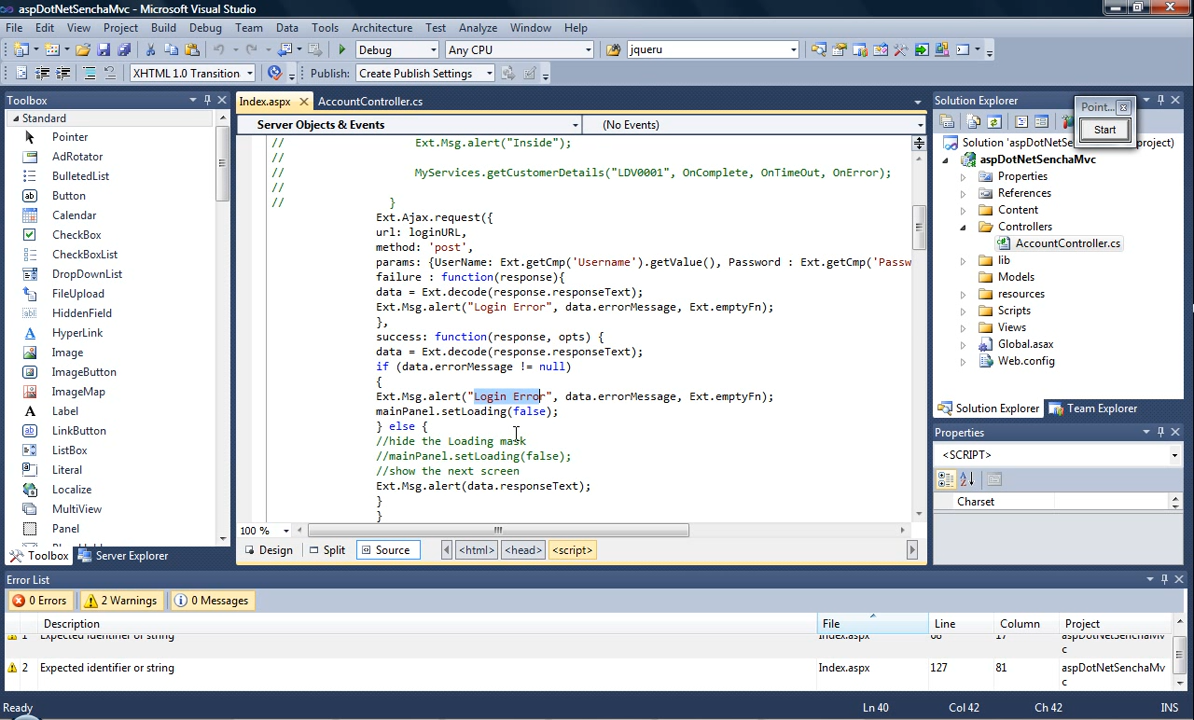 aspDotNetSenchaMvc - Microsoft Visual Studio
File Edit View Project Build Debug Team Data Tools Architecture Test Analyze Window Help
Debug Any CPU jqueru
XHTML 1.0 Transition Publish: Create Publish Settings
Toolbox
Standard
Pointer
AdRotator
BulletedList
Button
Calendar
CheckBox
CheckBoxList
DropDownList
FileUpload
HiddenField
HyperLink
Image
ImageButton
ImageMap
Label
LinkButton
ListBox
Literal
Localize
MultiView
Panel
Toolbox Server Explorer
Index.aspx AccountController.cs
Server Objects & Events (No Events)
// Ext.Msg.alert("Inside");
//
// MyServices.getCustomerDetails("LDV0001", OnComplete, OnTimeOut, OnError);
//
// }
Ext.Ajax.request({
url: loginURL,
method: 'post',
params: {UserName: Ext.getCmp('Username').getValue(), Password : Ext.getCmp('Passw
failure : function(response){
data = Ext.decode(response.responseText);
Ext.Msg.alert("Login Error", data.errorMessage, Ext.emptyFn);
},
success: function(response, opts) {
data = Ext.decode(response.responseText);
if (data.errorMessage != null)
{
Ext.Msg.alert("Login Error", data.errorMessage, Ext.emptyFn);
mainPanel.setLoading(false);
} else {
//hide the Loading mask
//mainPanel.setLoading(false);
//show the next screen
Ext.Msg.alert(data.responseText);
}
}
100 %
Design Split Source <html> <head> <script>
Solution Explorer
Point...
Start
Solution 'aspDotNetSench project)
aspDotNetSenchaMvc
Properties
References
Content
Controllers
AccountController.cs
lib
Models
resources
Scripts
Views
Global.asax
Web.config
Solution Explorer Team Explorer
Properties
<SCRIPT>
Charset
Error List
0 Errors 2 Warnings 0 Messages
Description File Line Column Project
1 Expected identifier or string Index.aspx 17 aspDotNetSenchaMv
c
2 Expected identifier or string Index.aspx 127 81 aspDotNetSenchaMv
c
Ready Ln 40 Col 42 Ch 42 INS